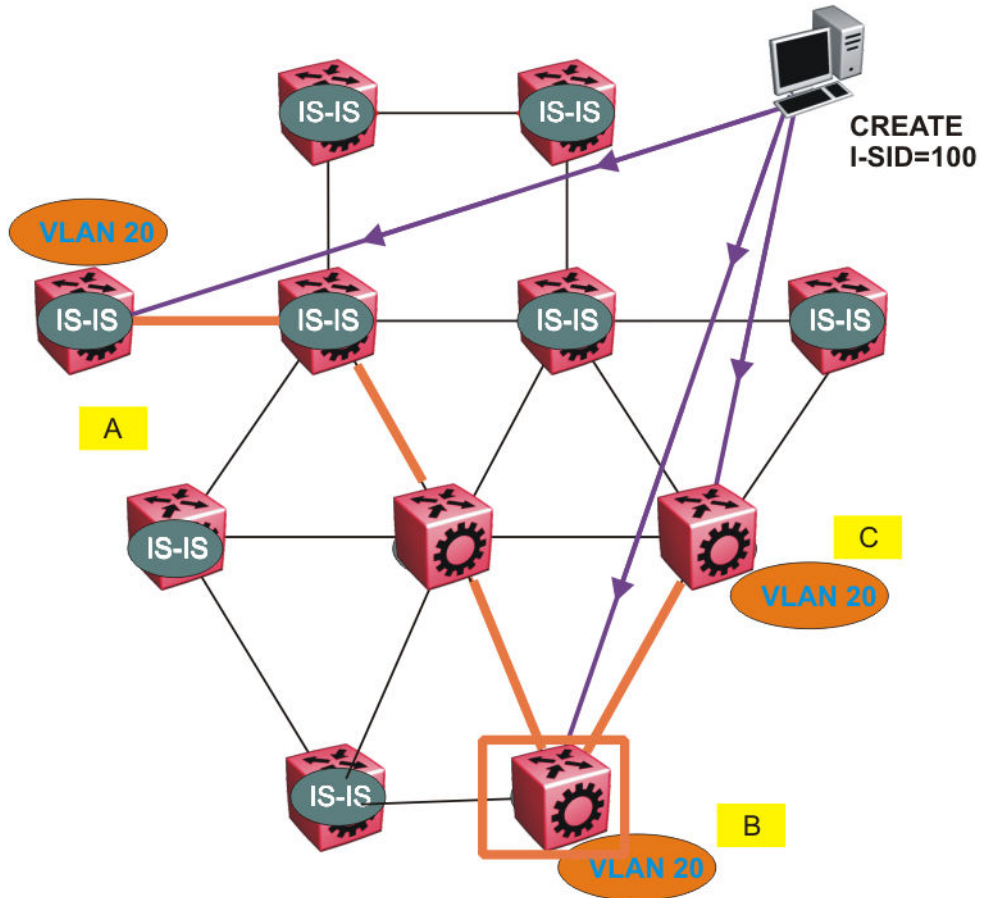 IS-IS
IS-IS
CREATE
I-SID=100
VLAN 20
IS-IS
IS-IS
IS-IS
IS-IS
A
IS-IS
C
VLAN 20
IS-IS
B
VLAN 20